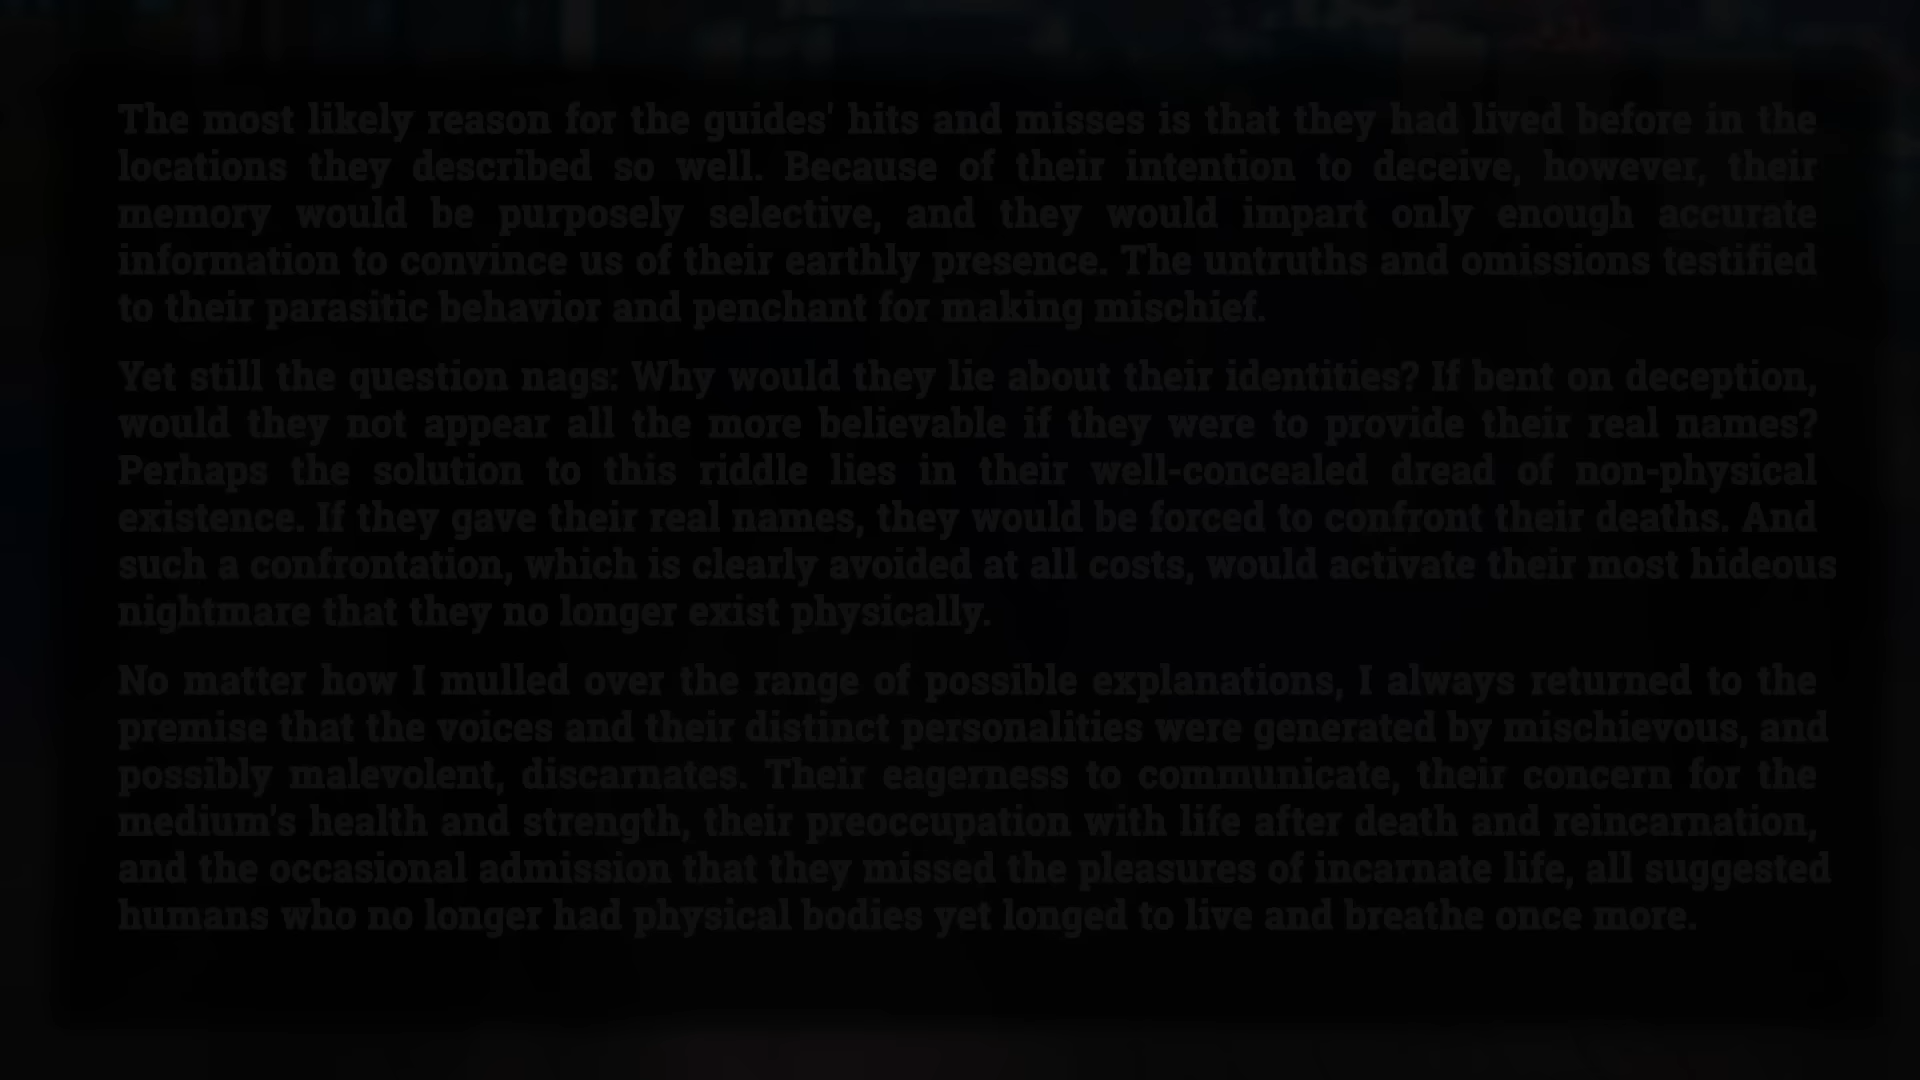 The most likely reason for the guides' hits and misses is that they had lived before in the
locations they described so well. Because of their intention to deceive, however, their
memory would be purposely selective, and they would impart only enough accurate
information to convince us of their earthly presence. The untruths and omissions testified
to their parasitic behavior and penchant for making mischief.
Yet still the question nags: Why would they lie about their identities? If bent on deception,
would they not appear all the more believable if they were to provide their real names?
Perhaps the solution to this riddle lies in their well-concealed dread of non-physical
existence. If they gave their real names, they would be forced to confront their deaths. And
such a confrontation, which is clearly avoided at all costs, would activate their most hideous
nightmare that they no longer exist physically.
No matter how I mulled over the range of possible explanations, I always returned to the
premise that the voices and their distinct personalities were generated by mischievous, and
possibly malevolent, discarnates. Their eagerness to communicate, their concern for the
medium's health and strength, their preoccupation with life after death and reincarnation,
and the occasional admission that they missed the pleasures of incarnate life, all suggested
humans who no longer had physical bodies yet longed to live and breathe once more.